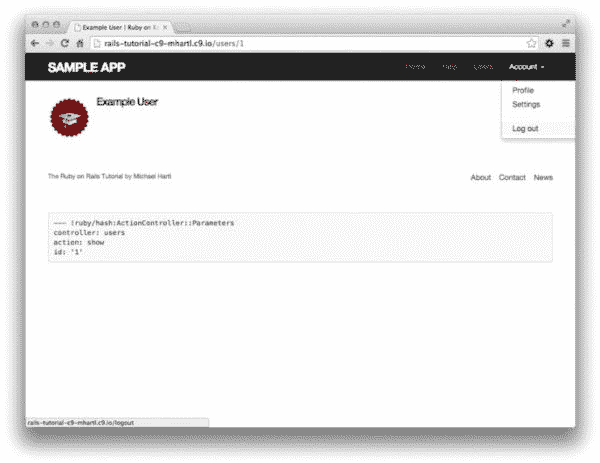 Example User | Ruby on R
rails-tutorial-c9-mhartl.c9.io/users/1
SAMPLE APP
Account
Profile
Settings
Log out
Example User
The Ruby on Rails Tutorial by Michael Hartl
About Contact News
--- !ruby/hash:ActionController::Parameters
controller: users
action: show
id: '1'
rails-tutorial-c9-mhartl.c9.io/logout